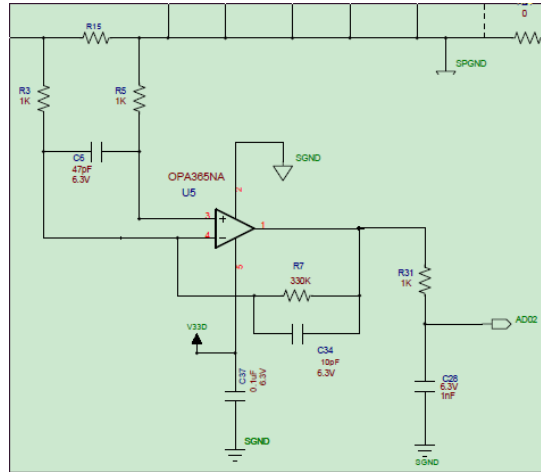 R15
0
SPGND
R3
1K
R5
1K
C6
47pF
6.3V
OPA365NA
U5
2
SGND
3
4
1
5
R7
330K
R31
1K
AD02
V33D
C34
10pF
6.3V
C37
0.1uF
6.3V
C28
6.3V
1nF
SGND
SGND